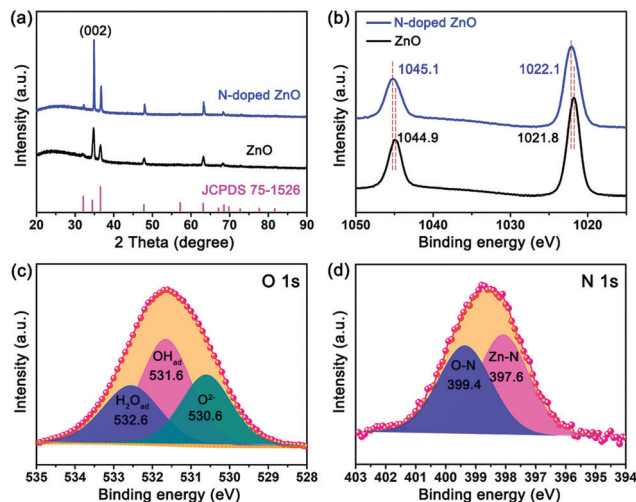 (a)
(002)
N-doped ZnO
ZnO
JCPDS 75-1526
Intensity (a.u.)
20 30 40 50 60 70 80 90
2 Theta (degree)
(b)
N-doped ZnO
ZnO
1045.1
1022.1
1044.9
1021.8
Intensity (a.u.)
1050 1040 1030 1020
Binding energy (eV)
(c)
O 1s
OHad
531.6
H2Oad
532.6
O2-
530.6
Intensity (a.u.)
535 534 533 532 531 530 529 528
Binding energy (eV)
(d)
N 1s
O-N
399.4
Zn-N
397.6
Intensity (a.u.)
403 402 401 400 399 398 397 396 395 394
Binding energy (eV)